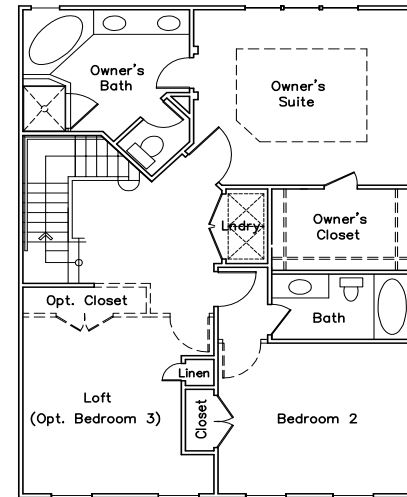 Owner's
Bath
Owner's
Suite
Lndry.
Owner's
Closet
Opt. Closet
Bath
Linen
Loft
(Opt. Bedroom 3)
Closet
Bedroom 2